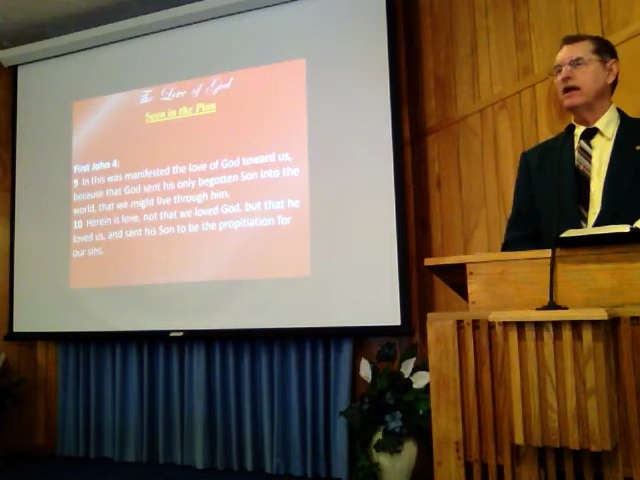 The Love of God
Seen in the Plan
First John 4:
9 In this was manifested the love of God toward us,
because that God sent his only begotten Son into the
world, that we might live through him.
10 Herein is love, not that we loved God, but that he
loved us, and sent his Son to be the propitiation for
our sins.